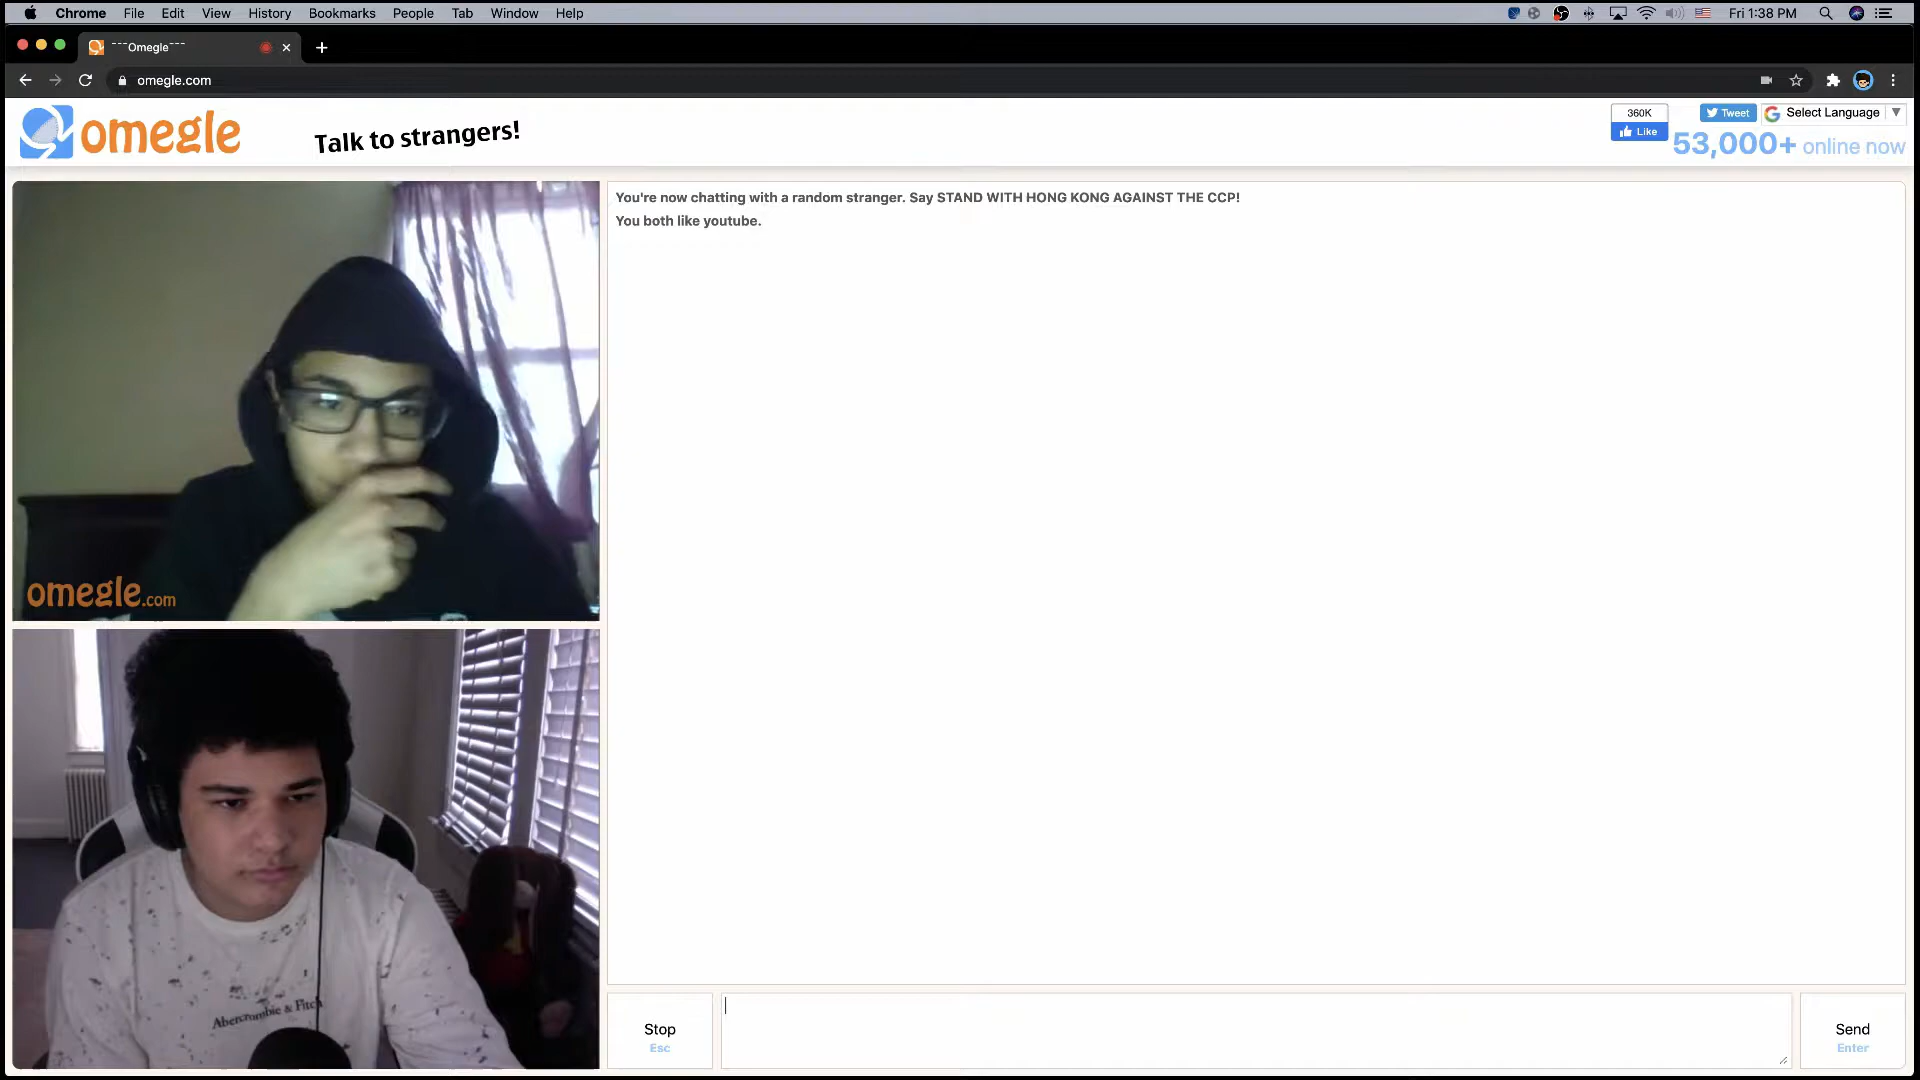 Chrome File Edit View History Bookmarks People Tab Window Help Fri 1:38 PM
---Omegle---
omegle.com
omegle Talk to strangers! 360K Like Tweet Select Language
53,000+ online now
You're now chatting with a random stranger. Say STAND WITH HONG KONG AGAINST THE CCP!
You both like youtube.
omegle.com
Abercrombie & Fitch
Stop
Esc
Send
Enter